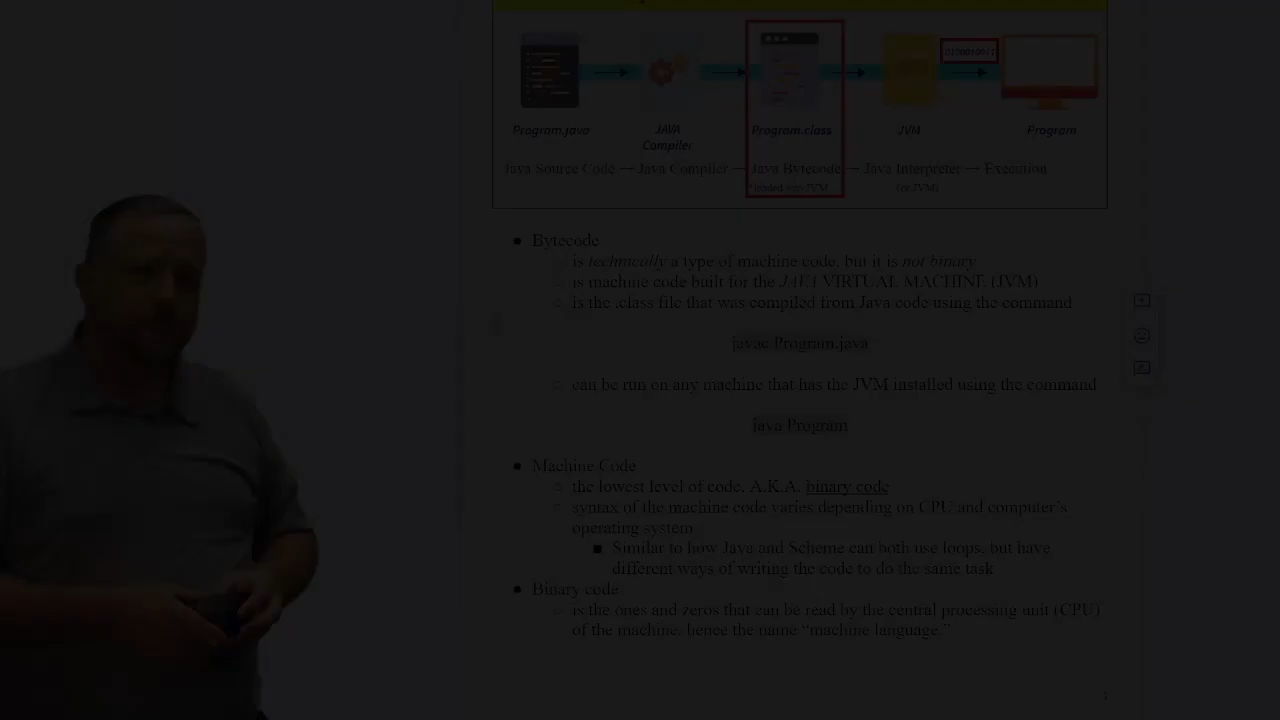 0100010011
Program.java
JAVA
Compiler
Program.class
JVM
Program
Java Source Code — Java Compiler — Java Bytecode — Java Interpreter — Execution
(or JVM)
● Bytecode
○ is technically a type of machine code, but it is not binary
○ is machine code built for the JAVA VIRTUAL MACHINE (JVM)
○ is the .class file that was compiled from Java code using the command
javac Program.java
○ can be run on any machine that has the JVM installed using the command
java Program
● Machine Code
○ the lowest level of code, A.K.A. binary code
○ syntax of the machine code varies depending on CPU and computer's
operating system
■ Similar to how Java and Scheme can both use loops, but have
different ways of writing the code to do the same task
● Binary code
○ is the ones and zeros that can be read by the central processing unit (CPU)
of the machine, hence the name “machine language.”